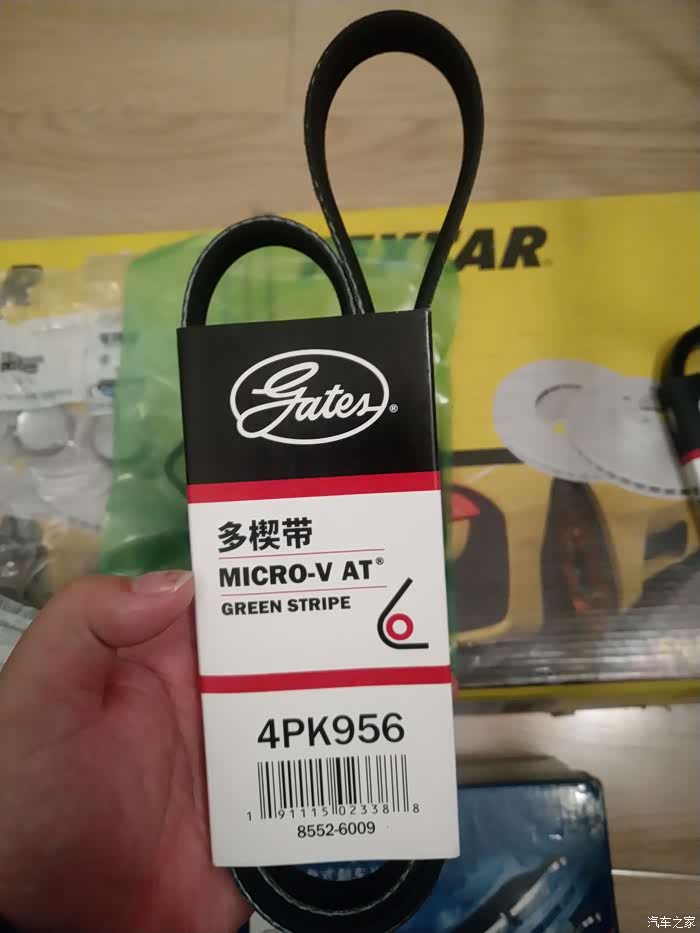 Gates®
多楔带
MICRO-V AT®
GREEN STRIPE
4PK956
1 91115 02338 8
8552-6009
汽车之家